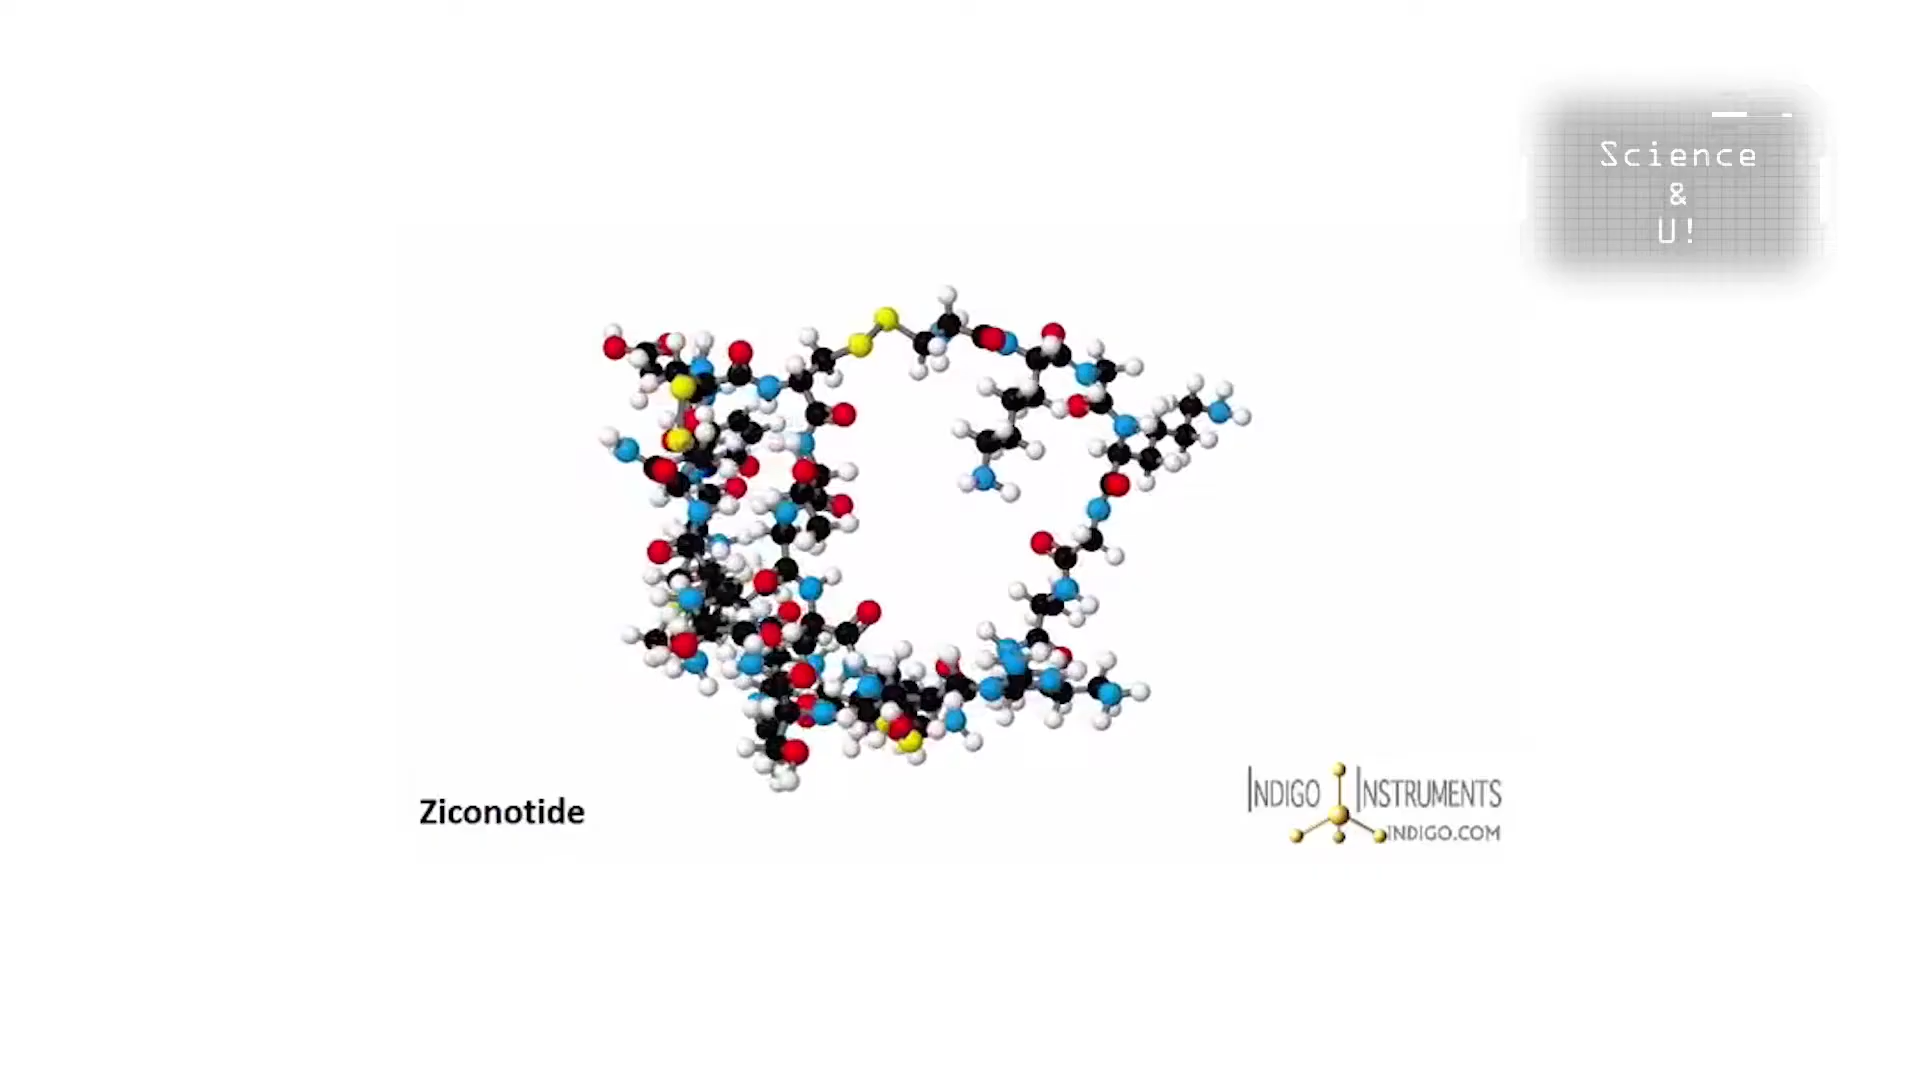 Science
&
U!
Ziconotide
INDIGO INSTRUMENTS
INDIGO.COM